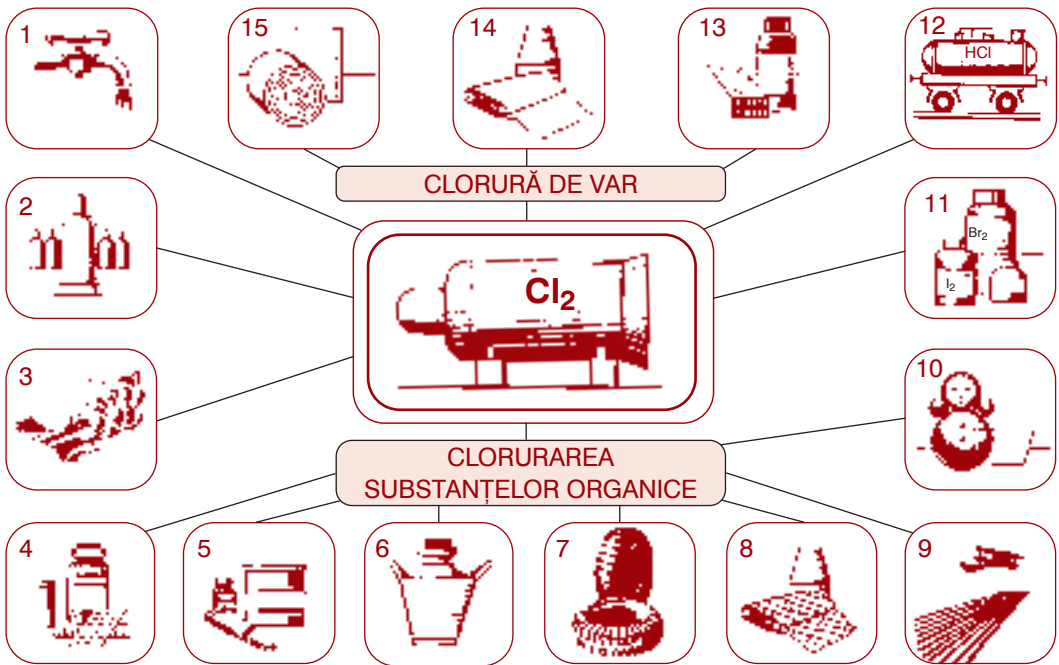 1
15
14
13
12
HCl
CLORURĂ DE VAR
2
11
Br₂
I₂
Cl₂
3
10
CLORURAREA
SUBSTANȚELOR ORGANICE
4
5
6
7
8
9